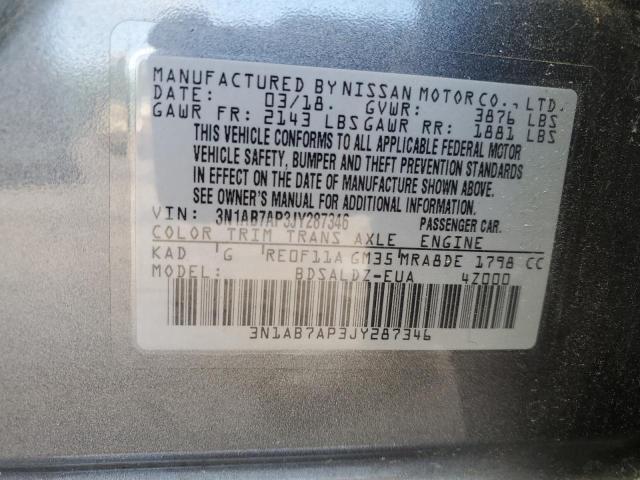 MANUFACTURED BY NISSAN MOTOR CO., LTD.
DATE: 03/18. GVWR: 3876 LBS
GAWR FR: 2143 LBS GAWR RR: 1881 LBS
THIS VEHICLE CONFORMS TO ALL APPLICABLE FEDERAL MOTOR
VEHICLE SAFETY, BUMPER AND THEFT PREVENTION STANDARDS
IN EFFECT ON THE DATE OF MANUFACTURE SHOWN ABOVE.
SEE OWNER'S MANUAL FOR ADDITIONAL INFORMATION.
VIN: 3N1AB7AP3JY287346 PASSENGER CAR.
COLOR TRIM TRANS AXLE ENGINE
KAD G RE0F11A GM35 MRA8DE 1798 CC
MODEL: BDSALDZ-EUA 4Z000
3N1AB7AP3JY287346